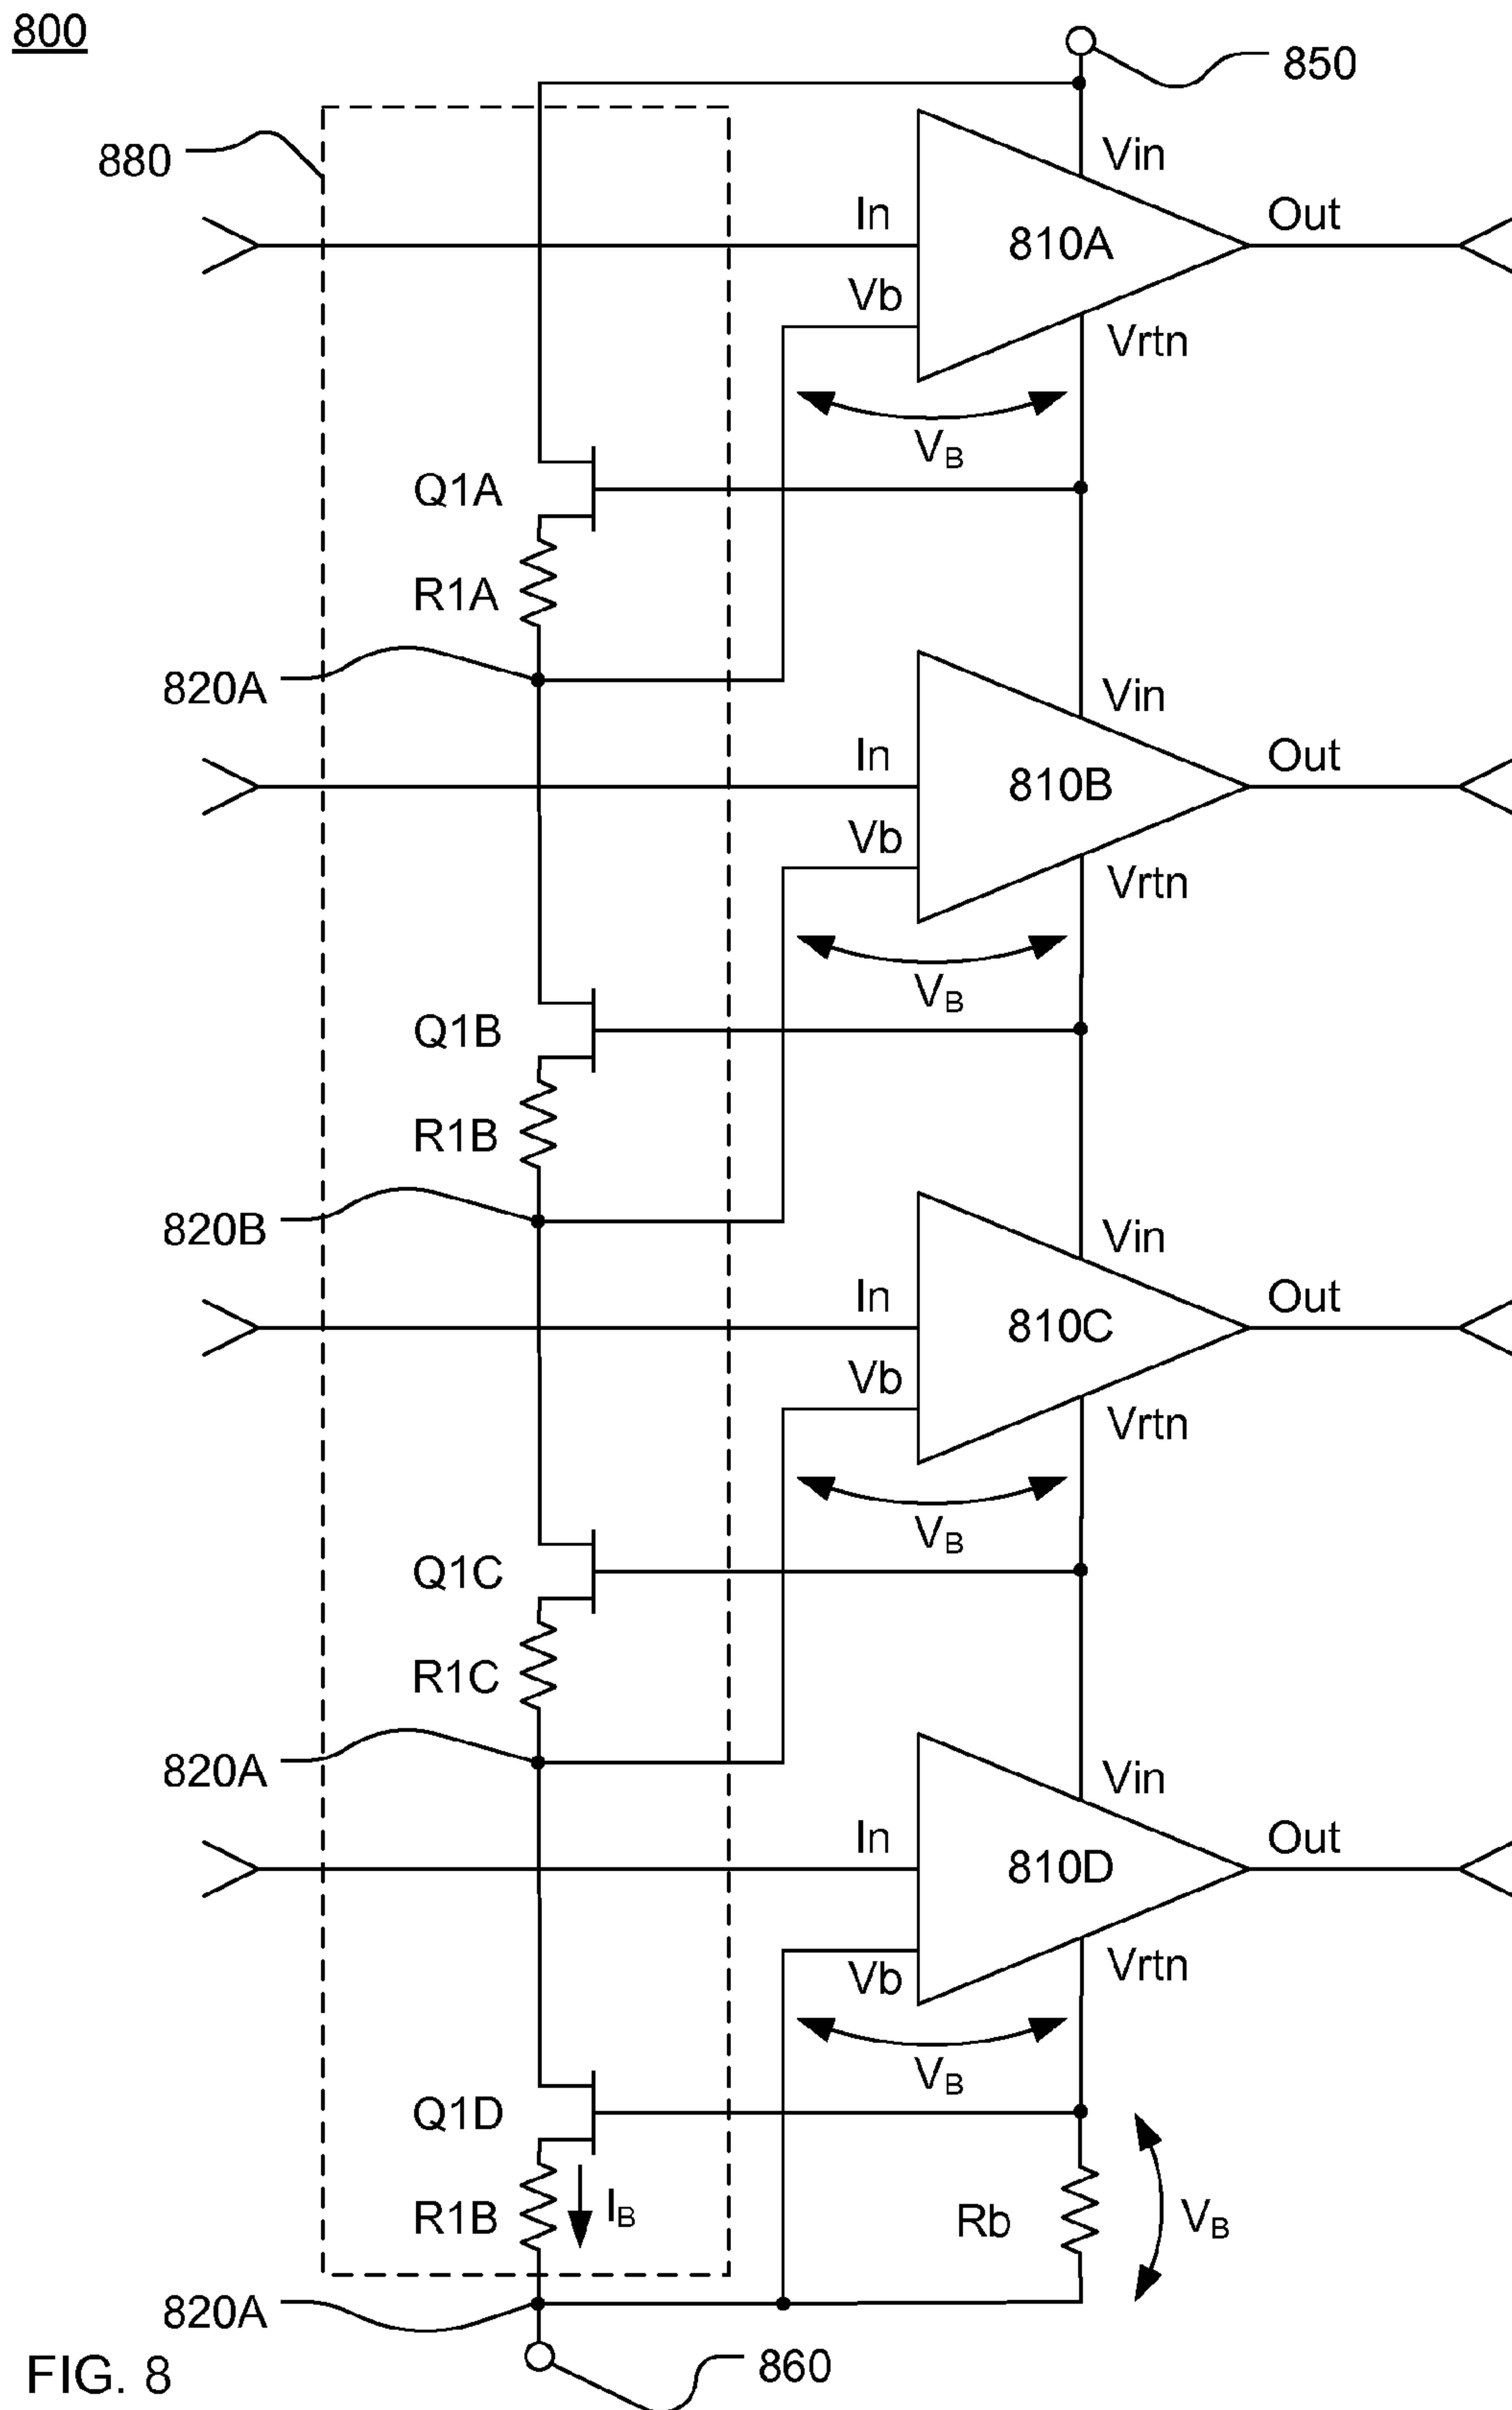 800
850
880
Vin
In
810A
Out
Vb
Vrtn
VB
Q1A
R1A
820A
Vin
In
810B
Out
Vb
Vrtn
VB
Q1B
R1B
820B
Vin
In
810C
Out
Vb
Vrtn
VB
Q1C
R1C
820A
Vin
In
810D
Out
Vb
Vrtn
VB
Q1D
R1B
IB
Rb
VB
820A
860
FIG. 8